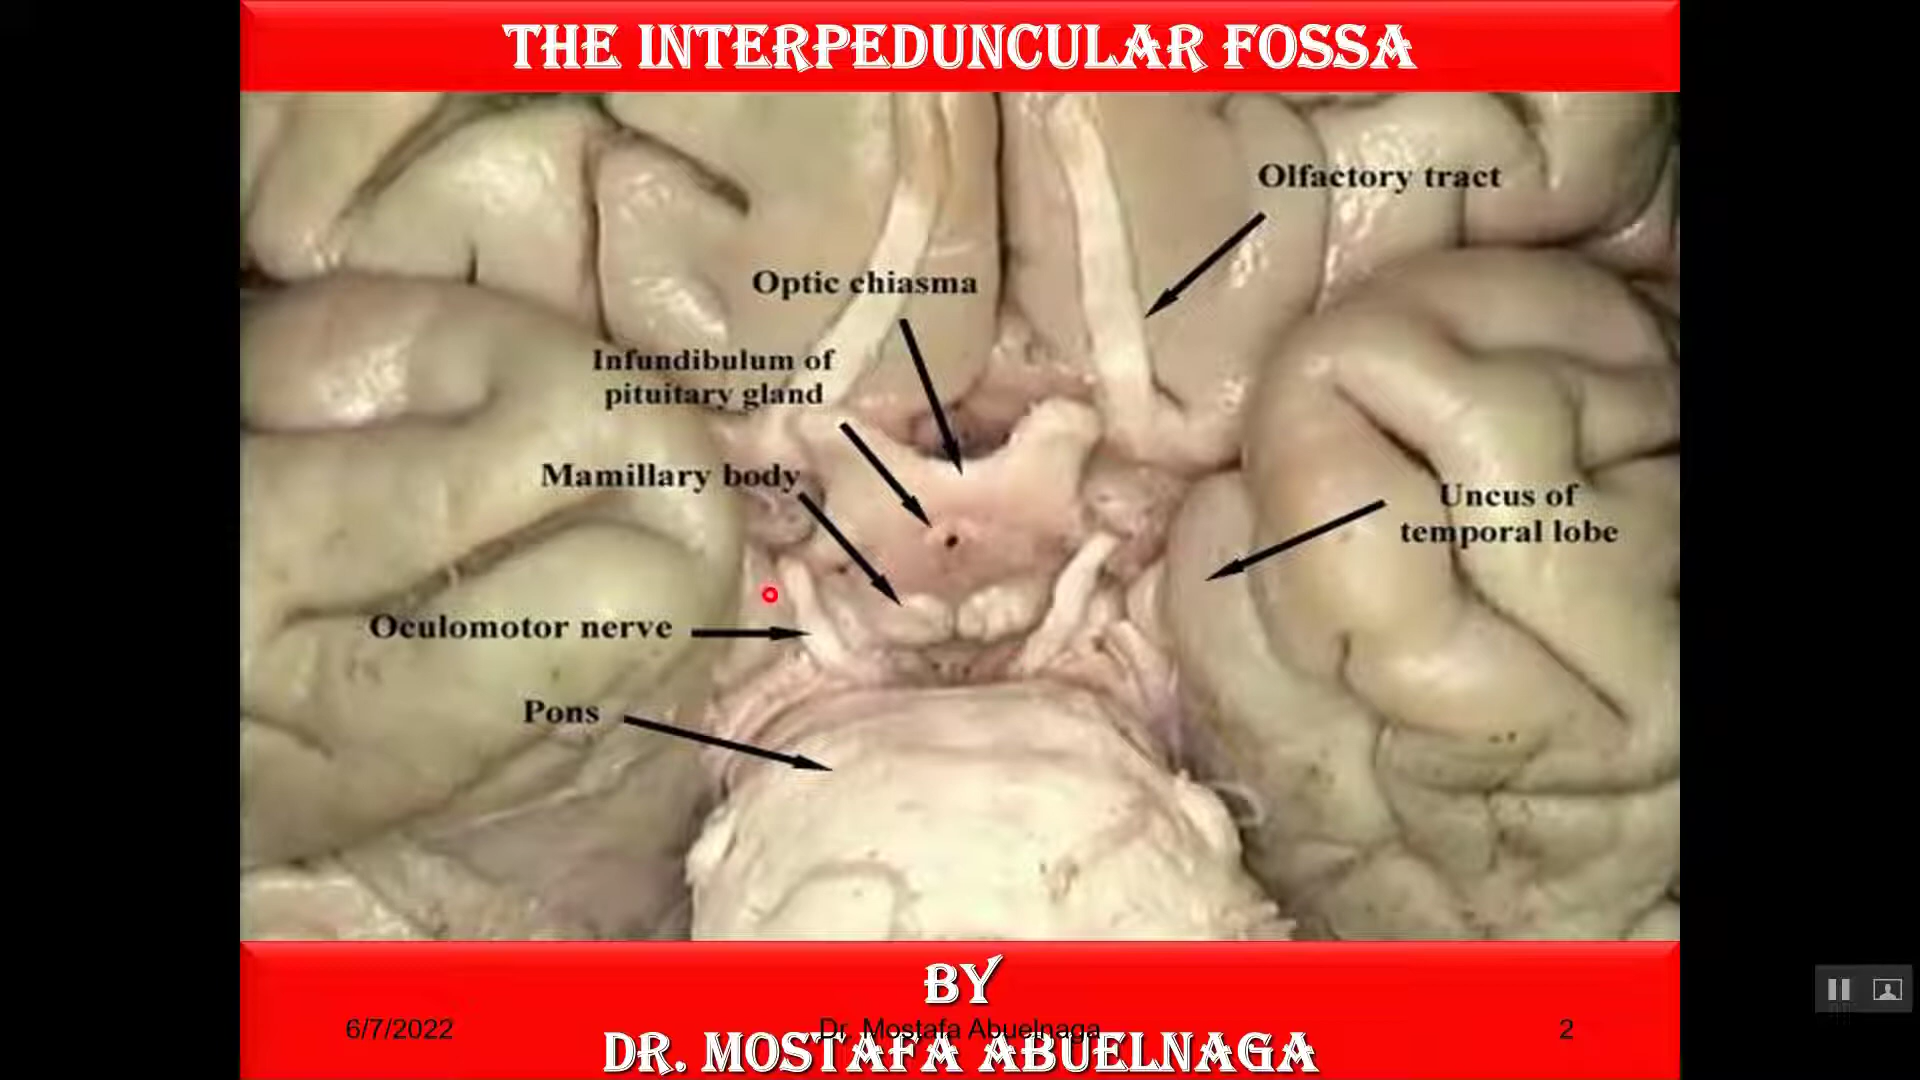 THE INTERPEDUNCULAR FOSSA
Olfactory tract
Optic chiasma
Infundibulum of
pituitary gland
Mamillary body
Uncus of
temporal lobe
Oculomotor nerve
Pons
BY
6/7/2022
Dr. Mostafa Abuelnaga
2
DR. MOSTAFA ABUELNAGA